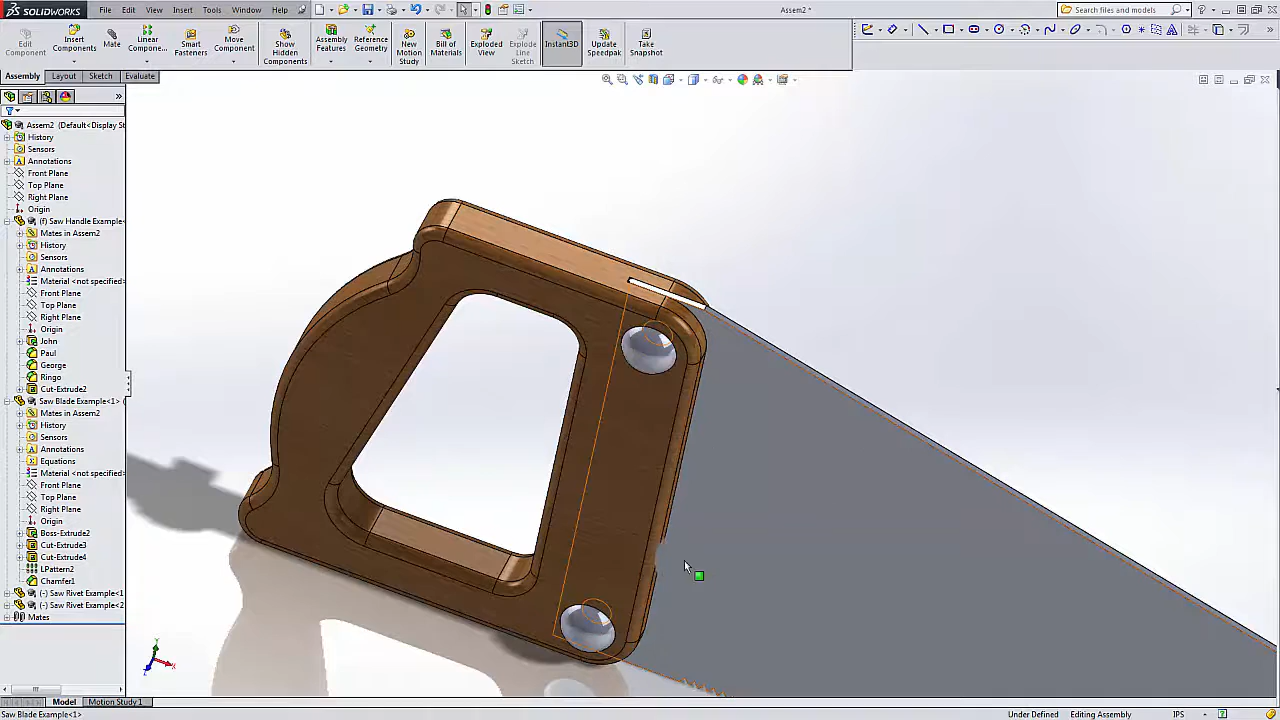 SOLIDWORKS
File Edit View Insert Tools Window Help
Assem2 *
Search files and models
Edit Component
Insert Components
Mate
Linear Compone...
Smart Fasteners
Move Component
Show Hidden Components
Assembly Features
Reference Geometry
New Motion Study
Bill of Materials
Exploded View
Explode Line Sketch
Instant3D
Update Speedpak
Take Snapshot
Assembly Layout Sketch Evaluate
Assem2 (Default<Display St
History
Sensors
Annotations
Front Plane
Top Plane
Right Plane
Origin
(f) Saw Handle Example<
Mates in Assem2
History
Sensors
Annotations
Material <not specified>
Front Plane
Top Plane
Right Plane
Origin
John
Paul
George
Ringo
Cut-Extrude2
Saw Blade Example<1>
Mates in Assem2
History
Sensors
Annotations
Equations
Material <not specified>
Front Plane
Top Plane
Right Plane
Origin
Boss-Extrude2
Cut-Extrude3
Cut-Extrude4
LPattern2
Chamfer1
(-) Saw Rivet Example<1
(-) Saw Rivet Example<2
Mates
Model Motion Study 1
Saw Blade Example<1>
Under Defined Editing Assembly IPS